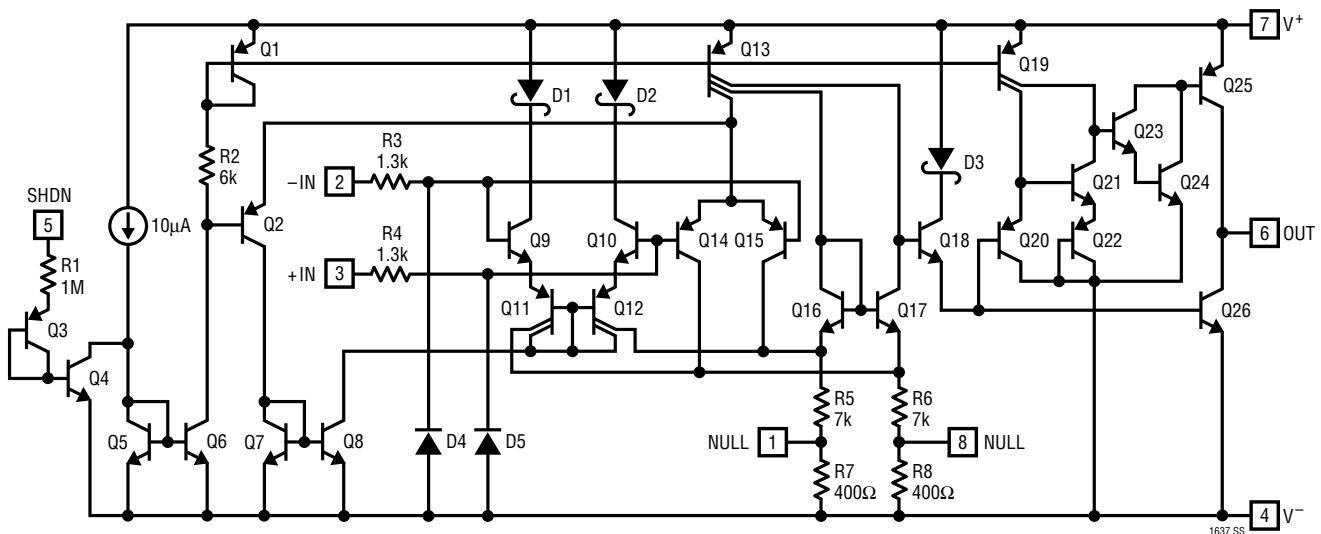 7
V+
Q1
Q13
Q19
Q25
D1
D2
Q23
R3
1.3k
R2
6k
D3
–IN
2
SHDN
Q21
Q24
5
10µA
Q2
R4
1.3k
Q9
Q10
Q14
Q15
Q18
Q20
Q22
6
OUT
+IN
3
R1
1M
Q11
Q12
Q16
Q17
Q26
Q3
Q4
R5
7k
R6
7k
Q5
Q6
Q7
Q8
D4
D5
NULL
1
8
NULL
R7
400Ω
R8
400Ω
4
V–
1637 SS